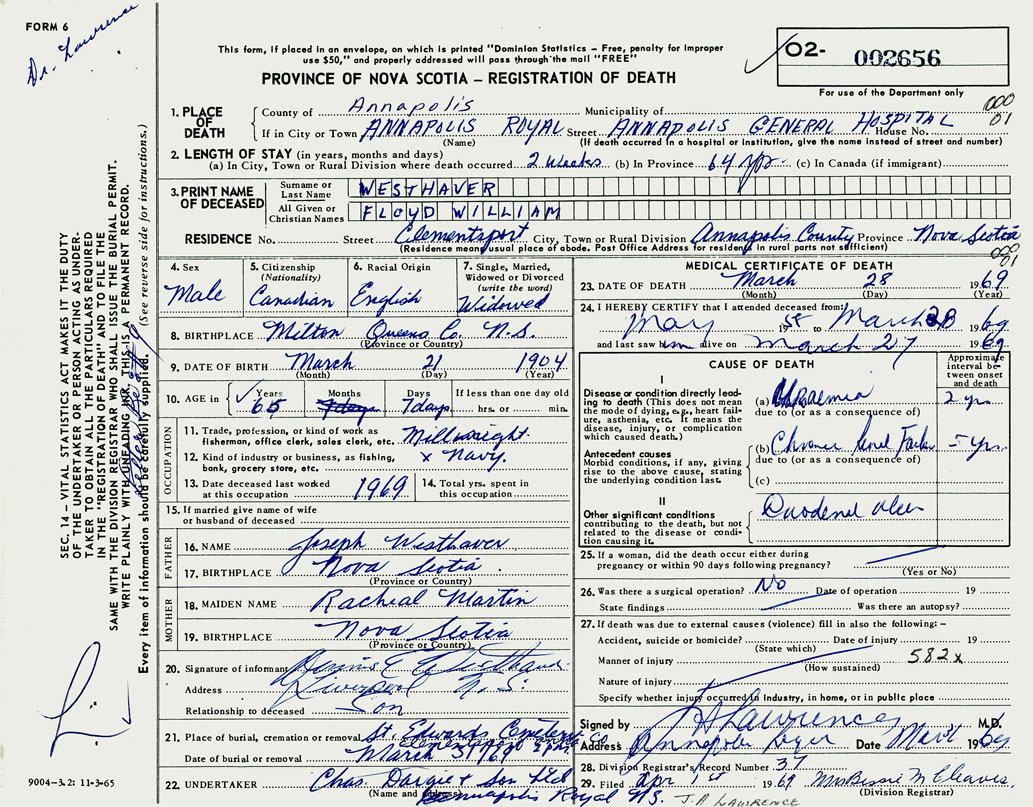 FORM 6
Dr. Lawrence
This form, if placed in an envelope, on which is printed "Dominion Statistics – Free, penalty for improper
use $50," and properly addressed will pass through the mail "FREE"
PROVINCE OF NOVA SCOTIA – REGISTRATION OF DEATH
O2- 002656
For use of the Department only
1. PLACE OF DEATH
County of Annapolis Municipality of
If in City or Town ANNAPOLIS ROYAL Street ANNAPOLIS GENERAL HOSPITAL House No.
(Name) (If death occurred in a hospital or institution, give the name instead of street and number)
2. LENGTH OF STAY (in years, months and days)
(a) In City, Town or Rural Division where death occurred 2 Weeks (b) In Province 64 yrs. (c) In Canada (if immigrant)
3. PRINT NAME OF DECEASED
Surname or Last Name WESTHAVER
All Given or Christian Names FLOYD WILLIAM
RESIDENCE No. Street Clementsport City, Town or Rural Division Annapolis County Province Nova Scotia
(Residence means usual place of abode. Post Office Address for residents in rural parts not sufficient)
4. Sex
Male
5. Citizenship (Nationality)
Canadian
6. Racial Origin
English
7. Single, Married, Widowed or Divorced (write the word)
Widowed
8. BIRTHPLACE Milton Queens Co. N.S.
(Province or Country)
9. DATE OF BIRTH March 21 1904
(Month) (Day) (Year)
10. AGE in Years 65 Months Days 7 days If less than one day old hrs. or min.
OCCUPATION
11. Trade, profession, or kind of work as fisherman, office clerk, sales clerk, etc. Millwright
12. Kind of industry or business, as fishing, bank, grocery store, etc. x Navy.
13. Date deceased last worked at this occupation 1969
14. Total yrs. spent in this occupation
15. If married give name of wife or husband of deceased
FATHER
16. NAME Joseph Westhaver
17. BIRTHPLACE Nova Scotia
(Province or Country)
MOTHER
18. MAIDEN NAME Racheal Martin
19. BIRTHPLACE Nova Scotia
(Province or Country)
20. Signature of informant Westhaver
Address Liverpool N.S.
Relationship to deceased Son
21. Place of burial, cremation or removal St. Edwards Cemetery
Clementsport
Date of burial or removal March 31/69
22. UNDERTAKER Chas. Dargie & Son Ltd
(Name and address) Annapolis Royal N.S.
MEDICAL CERTIFICATE OF DEATH
23. DATE OF DEATH March 28 1969
(Month) (Day) (Year)
24. I HEREBY CERTIFY that I attended deceased from:
May 195 to March 28 1969
and last saw him alive on March 27 1969
CAUSE OF DEATH
Approximate interval between onset and death
I
Disease or condition directly leading to death (This does not mean the mode of dying, e.g., heart failure, asthenia, etc. It means the disease, injury, or complication which caused death.)
(a) Uraemia 2 yrs
due to (or as a consequence of)
Antecedent causes
Morbid conditions, if any, giving rise to the above cause, stating the underlying condition last.
(b) Chronic renal Failure 5 yrs.
due to (or as a consequence of)
(c)
II
Other significant conditions contributing to the death, but not related to the disease or condition causing it.
Duodenal ulcer
25. If a woman, did the death occur either during pregnancy or within 90 days following pregnancy?
(Yes or No)
26. Was there a surgical operation? No Date of operation 19
State findings Was there an autopsy?
27. If death was due to external causes (violence) fill in also the following: –
Accident, suicide or homicide? Date of injury 19
(State which)
Manner of injury 582x
(How sustained)
Nature of injury
Specify whether injury occurred in Industry, in home, or in public place
Signed by J A Lawrence M.D.
Address Annapolis Royal Date 1969
28. Division Registrar's Record Number 37
29. Filed Apr 1st 1969 Mrs Bessie M Cleaves.
(Division Registrar)
J.A LAWRENCE
SEC. 14 – VITAL STATISTICS ACT MAKES IT THE DUTY
OF THE UNDERTAKER OR PERSON ACTING AS UNDER-
TAKER TO OBTAIN ALL THE PARTICULARS REQUIRED
IN THE "REGISTRATION OF DEATH" AND TO FILE THE
SAME WITH THE DIVISION REGISTRAR WHO SHALL ISSUE THE BURIAL PERMIT.
WRITE PLAINLY WITH UNFADING INK, THIS IS A PERMANENT RECORD.
Every item of information should be carefully supplied. (See reverse side for instructions.)
9004-3.2: 11-3-65